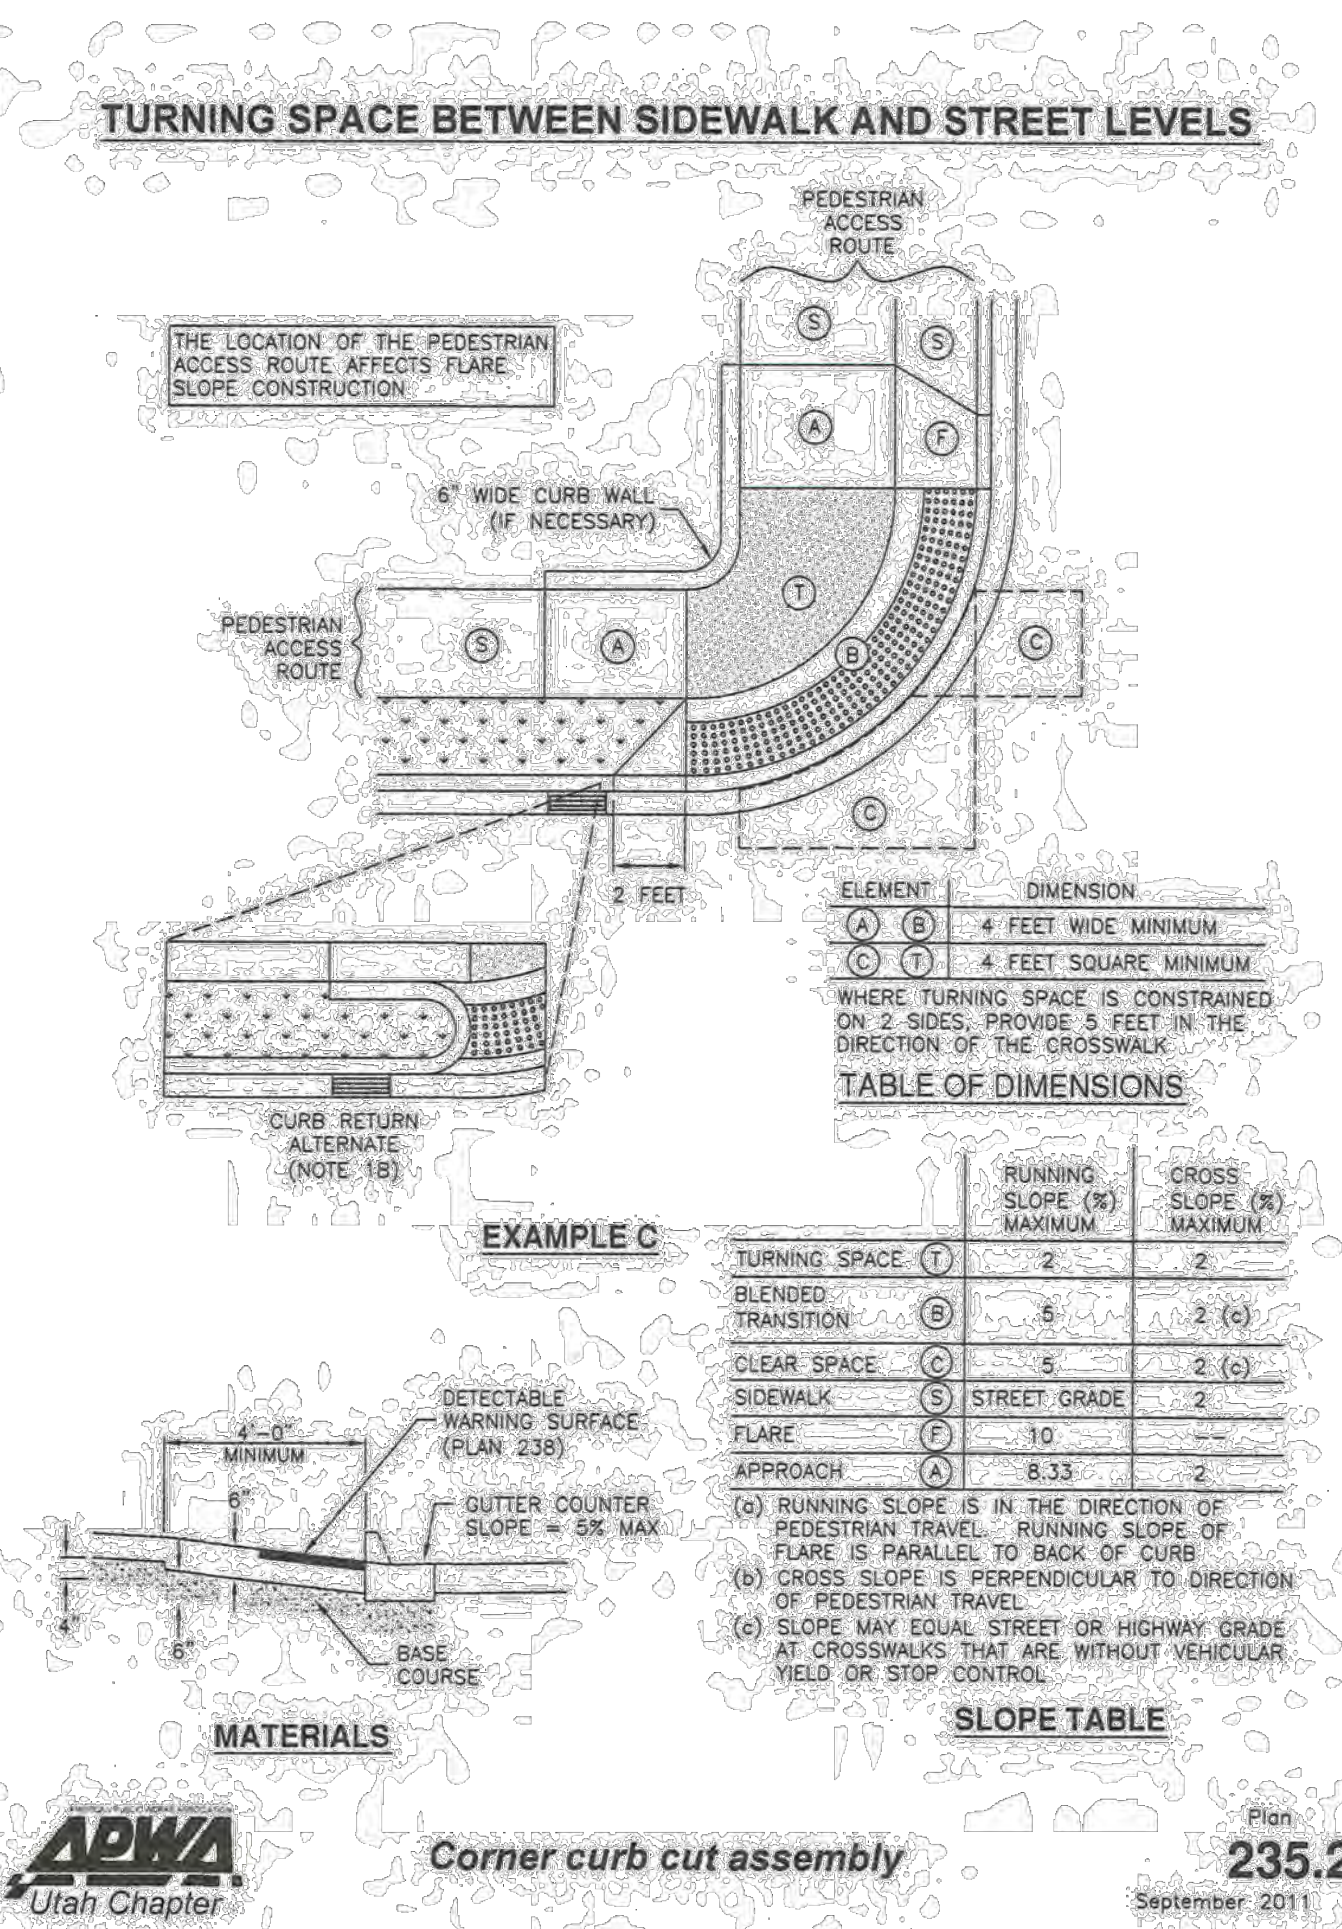 TURNING SPACE BETWEEN SIDEWALK AND STREET LEVELS
PEDESTRIAN
ACCESS
ROUTE
S
S
THE LOCATION OF THE PEDESTRIAN
ACCESS ROUTE AFFECTS FLARE
SLOPE CONSTRUCTION
A
F
6" WIDE CURB WALL
(IF NECESSARY)
T
PEDESTRIAN
ACCESS
ROUTE
S
A
B
C
C
2 FEET
ELEMENT DIMENSION
A B 4 FEET WIDE MINIMUM
C T 4 FEET SQUARE MINIMUM
WHERE TURNING SPACE IS CONSTRAINED
ON 2 SIDES, PROVIDE 5 FEET IN THE
DIRECTION OF THE CROSSWALK
TABLE OF DIMENSIONS
CURB RETURN
ALTERNATE
(NOTE 1B)
EXAMPLE C
RUNNING
SLOPE (%)
MAXIMUM
CROSS
SLOPE (%)
MAXIMUM
TURNING SPACE T 2 2
BLENDED
TRANSITION B 5 2 (c)
CLEAR SPACE C 5 2 (c)
SIDEWALK S STREET GRADE 2
FLARE F 10 --
APPROACH A 8.33 2
(a) RUNNING SLOPE IS IN THE DIRECTION OF
PEDESTRIAN TRAVEL. RUNNING SLOPE OF
FLARE IS PARALLEL TO BACK OF CURB
(b) CROSS SLOPE IS PERPENDICULAR TO DIRECTION
OF PEDESTRIAN TRAVEL
(c) SLOPE MAY EQUAL STREET OR HIGHWAY GRADE
AT CROSSWALKS THAT ARE WITHOUT VEHICULAR
YIELD OR STOP CONTROL
SLOPE TABLE
DETECTABLE
WARNING SURFACE
(PLAN 238)
4'-0"
MINIMUM
6"
GUTTER COUNTER
SLOPE = 5% MAX
4"
6"
BASE
COURSE
MATERIALS
APWA
Utah Chapter
Corner curb cut assembly
Plan
235.2
September 2011